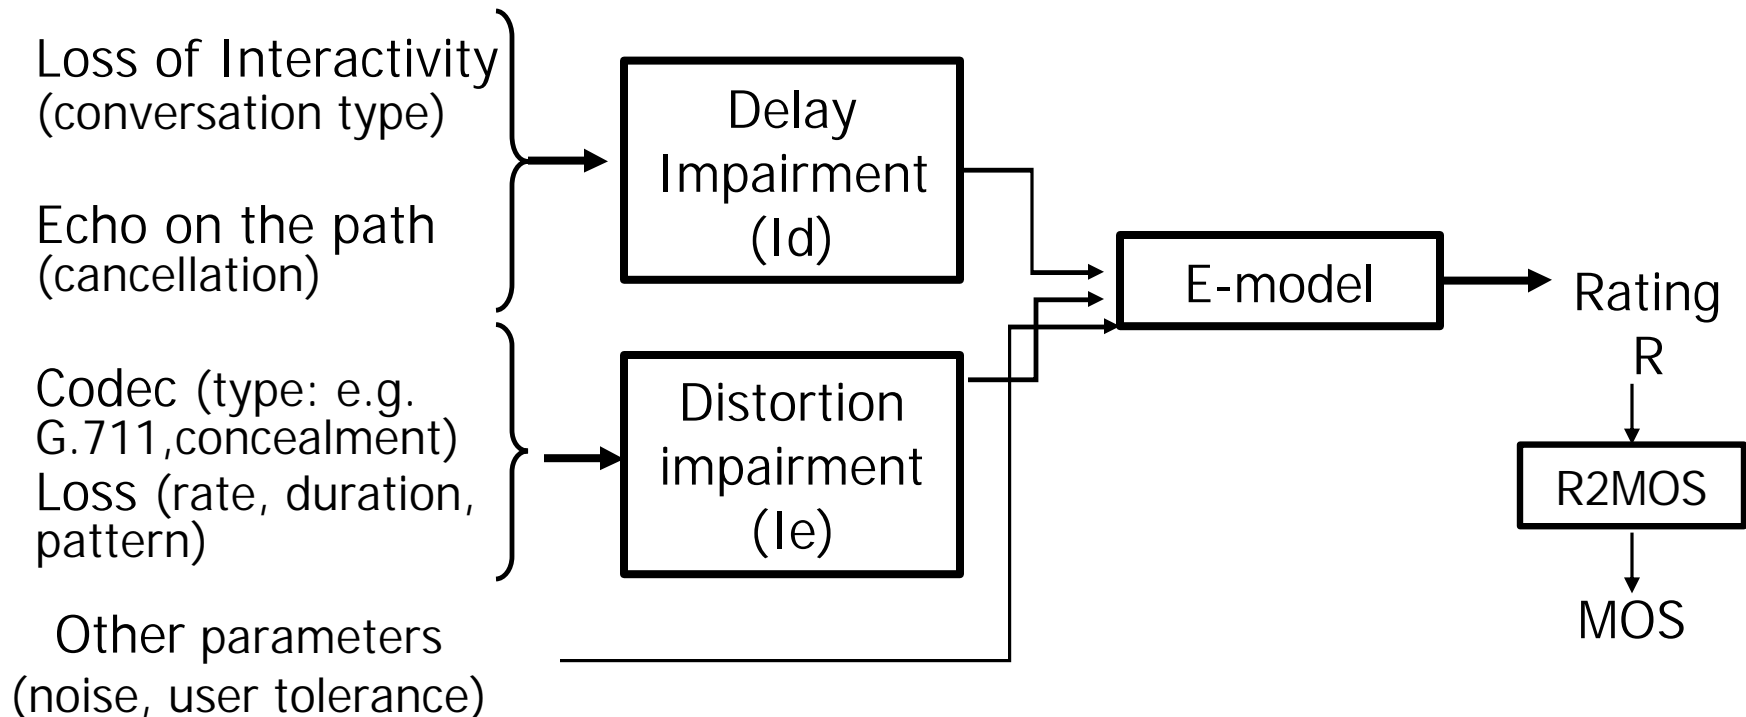 Loss of Interactivity
(conversation type)
Echo on the path
(cancellation)
Codec (type: e.g.
G.711,concealment)
Loss (rate, duration,
pattern)
Other parameters
(noise, user tolerance)
Delay
Impairment
(Id)
Distortion
impairment
(Ie)
E-model
Rating
R
R2MOS
MOS